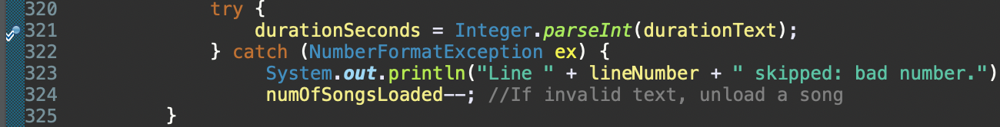 320 try {
321 durationSeconds = Integer.parseInt(durationText);
322 } catch (NumberFormatException ex) {
323 System.out.println("Line " + lineNumber + " skipped: bad number.")
324 numOfSongsLoaded--; //If invalid text, unload a song
325 }